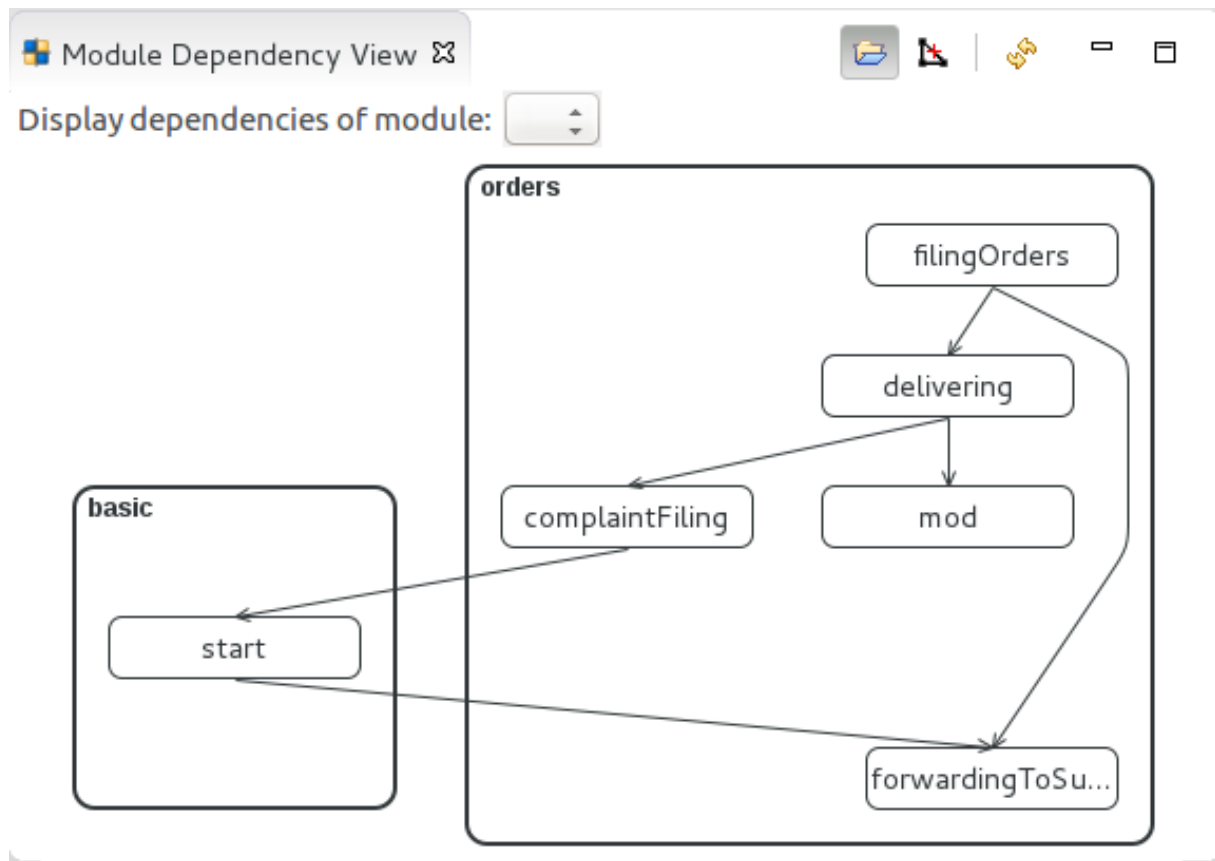 Module Dependency View
Display dependencies of module:
orders
filingOrders
delivering
basic
complaintFiling
mod
start
forwardingToSu...